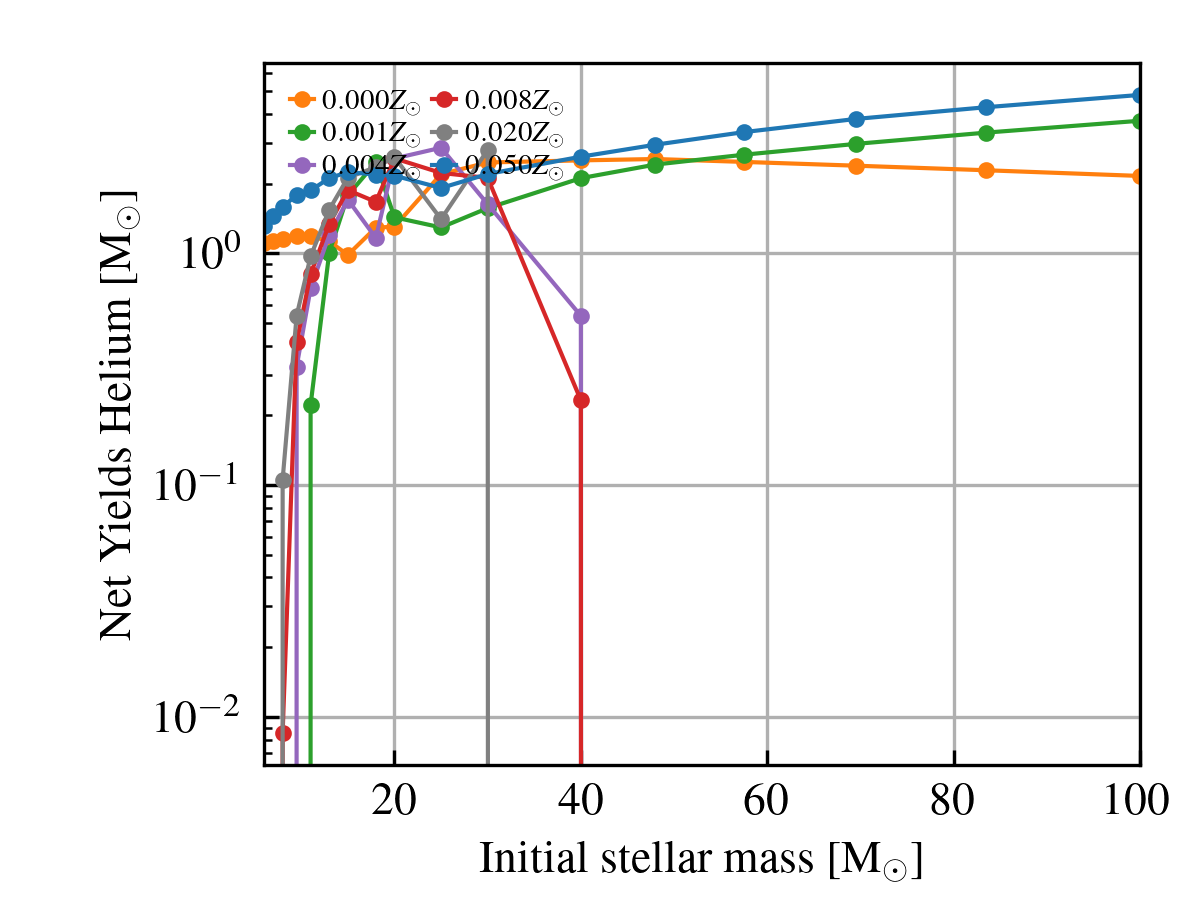 0.000Z☉ 0.008Z☉
0.001Z☉ 0.020Z☉
0.004Z☉ 0.050Z☉
10⁰
10⁻¹
10⁻²
Net Yields Helium [M☉]
20 40 60 80 100
Initial stellar mass [M☉]